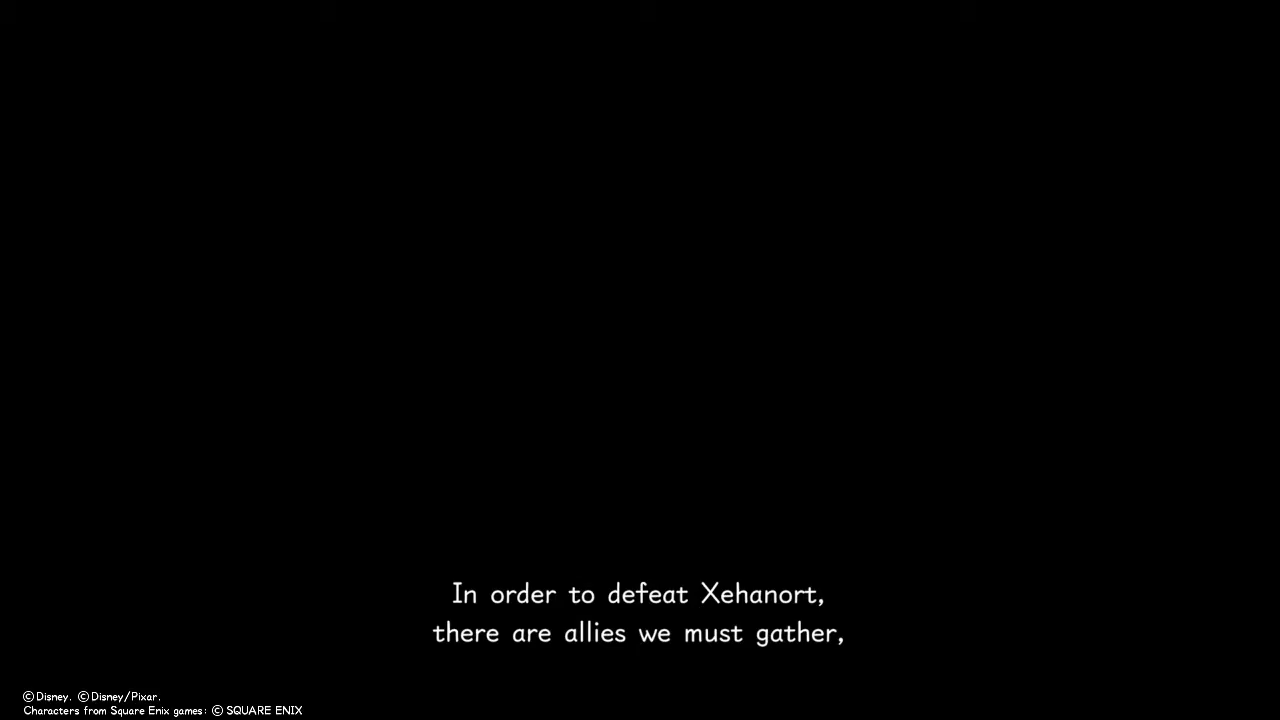 In order to defeat Xehanort,
there are allies we must gather,
©Disney. ©Disney/Pixar.
Characters from Square Enix games: © SQUARE ENIX